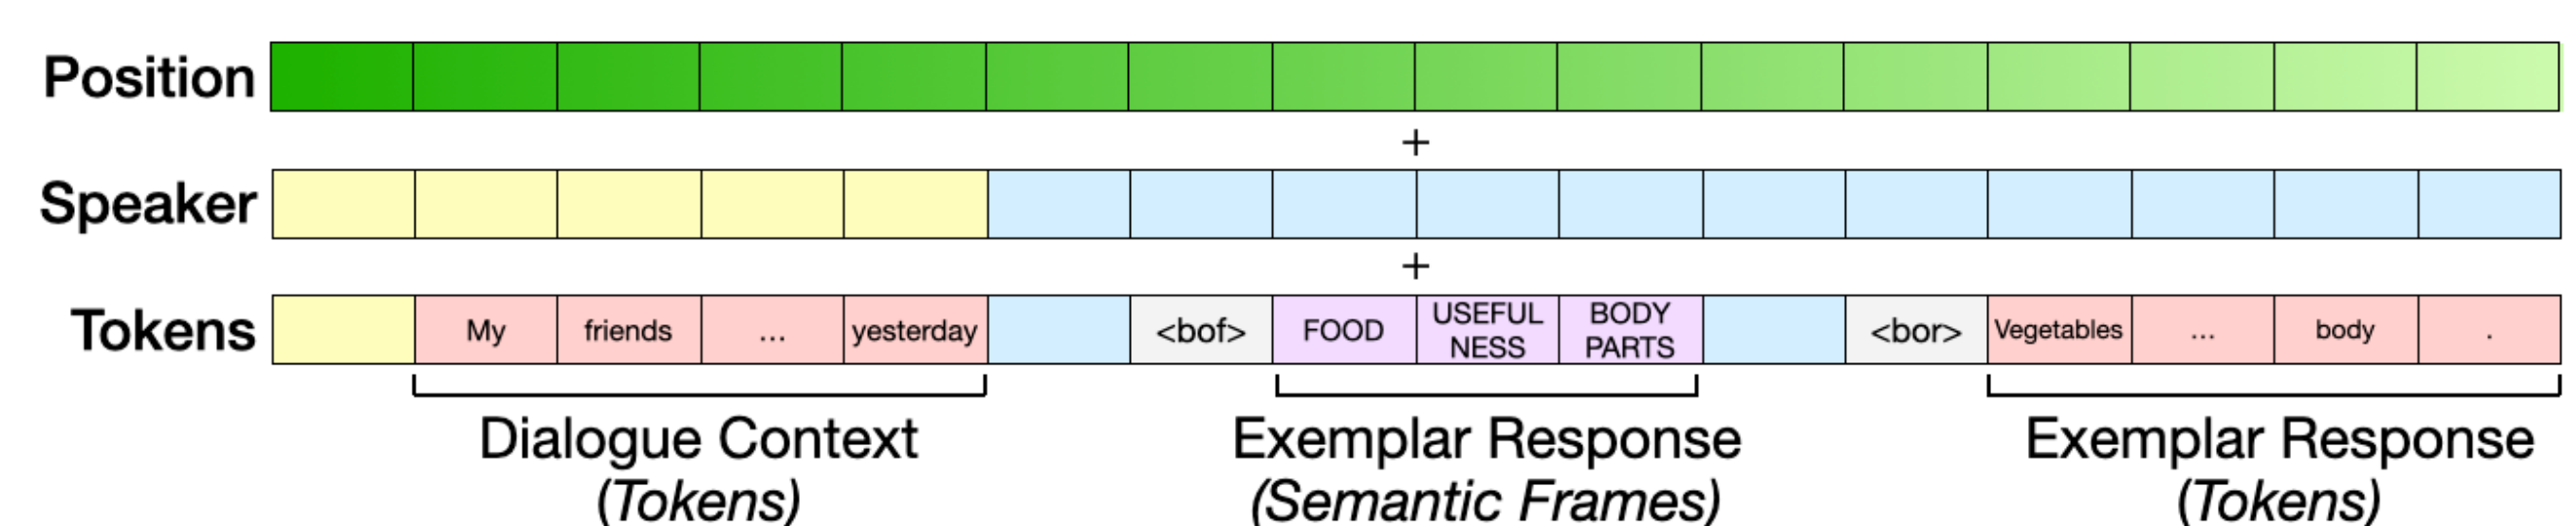 Position
+
Speaker
+
Tokens
My friends ... yesterday <bof> FOOD USEFUL NESS BODY PARTS <bor> Vegetables ... body .
Dialogue Context
(Tokens)
Exemplar Response
(Semantic Frames)
Exemplar Response
(Tokens)